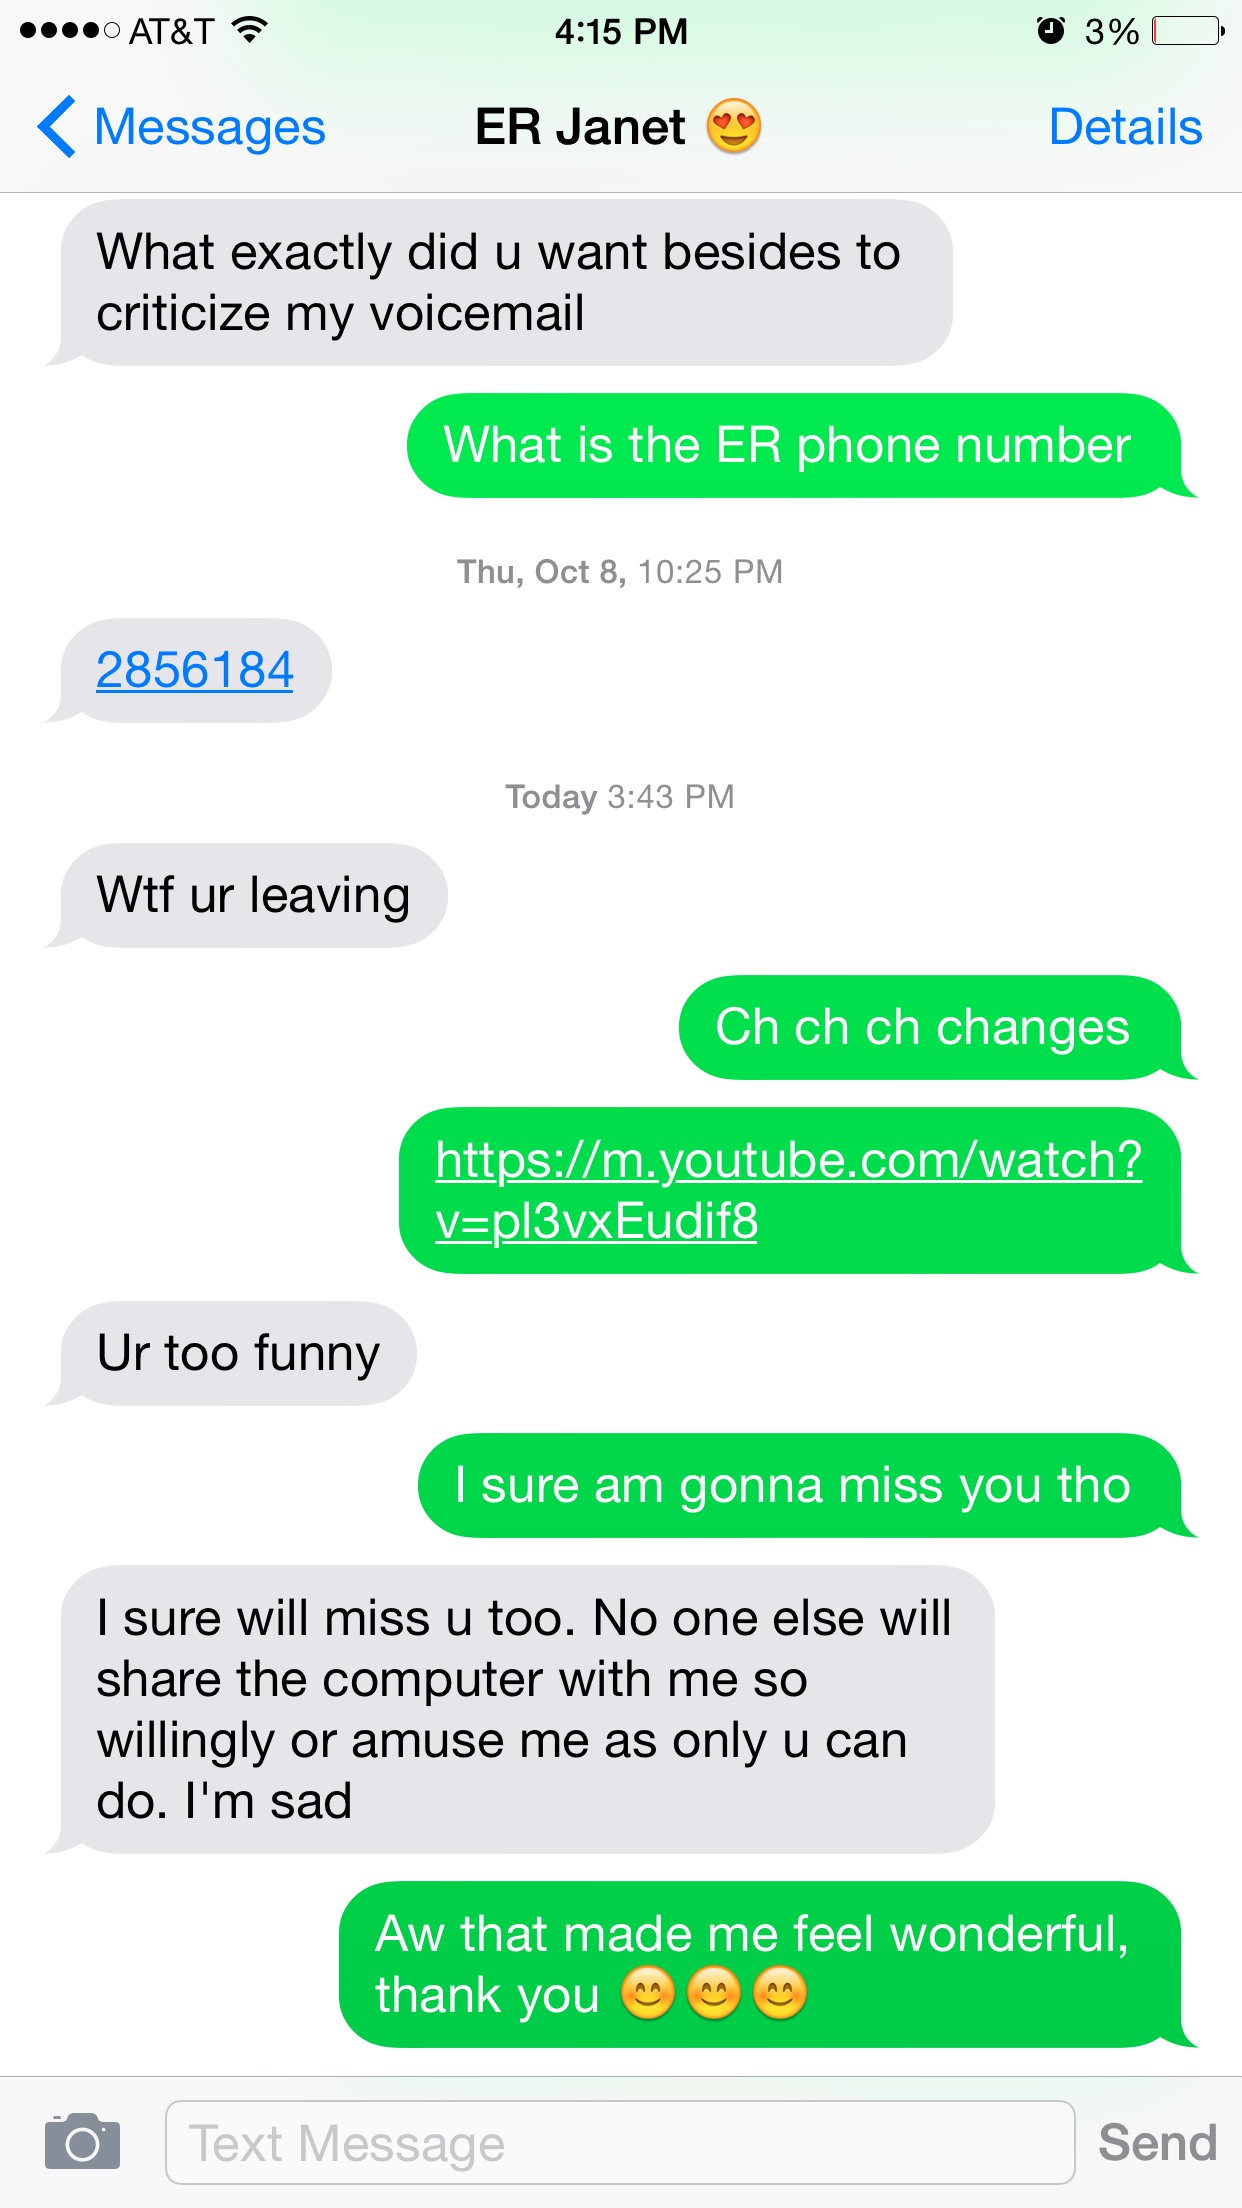 AT&T 4:15 PM 3%
Messages ER Janet 😍 Details
What exactly did u want besides to
criticize my voicemail
What is the ER phone number
Thu, Oct 8, 10:25 PM
2856184
Today 3:43 PM
Wtf ur leaving
Ch ch ch changes
https://m.youtube.com/watch?
v=pl3vxEudif8
Ur too funny
I sure am gonna miss you tho
I sure will miss u too. No one else will
share the computer with me so
willingly or amuse me as only u can
do. I'm sad
Aw that made me feel wonderful,
thank you 😊😊😊
Text Message Send